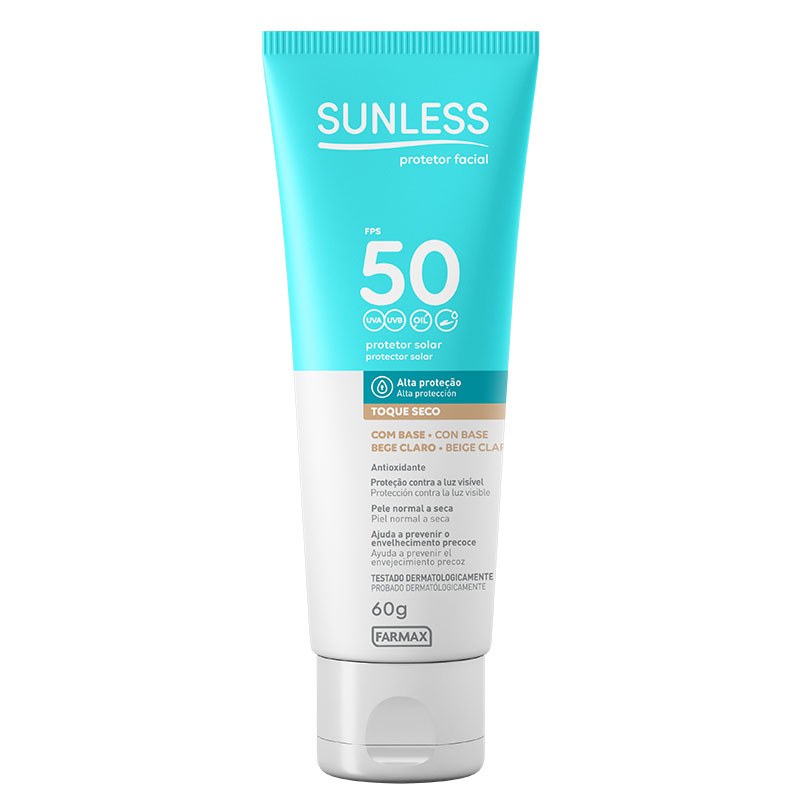 SUNLESS
protetor facial
FPS
50
UVA UVB OIL
protetor solar
protector solar
Alta proteção
Alta protección
TOQUE SECO
COM BASE • CON BASE
BEGE CLARO • BEIGE CLAR
Antioxidante
Proteção contra a luz visível
Protección contra la luz visible
Pele normal a seca
Piel normal a seca
Ajuda a prevenir o
envelhecimento precoce
Ayuda a prevenir el
envejecimiento precoz
TESTADO DERMATOLOGICAMENTE
PROBADO DERMATÓLOGICAMENTE
60g
FARMAX